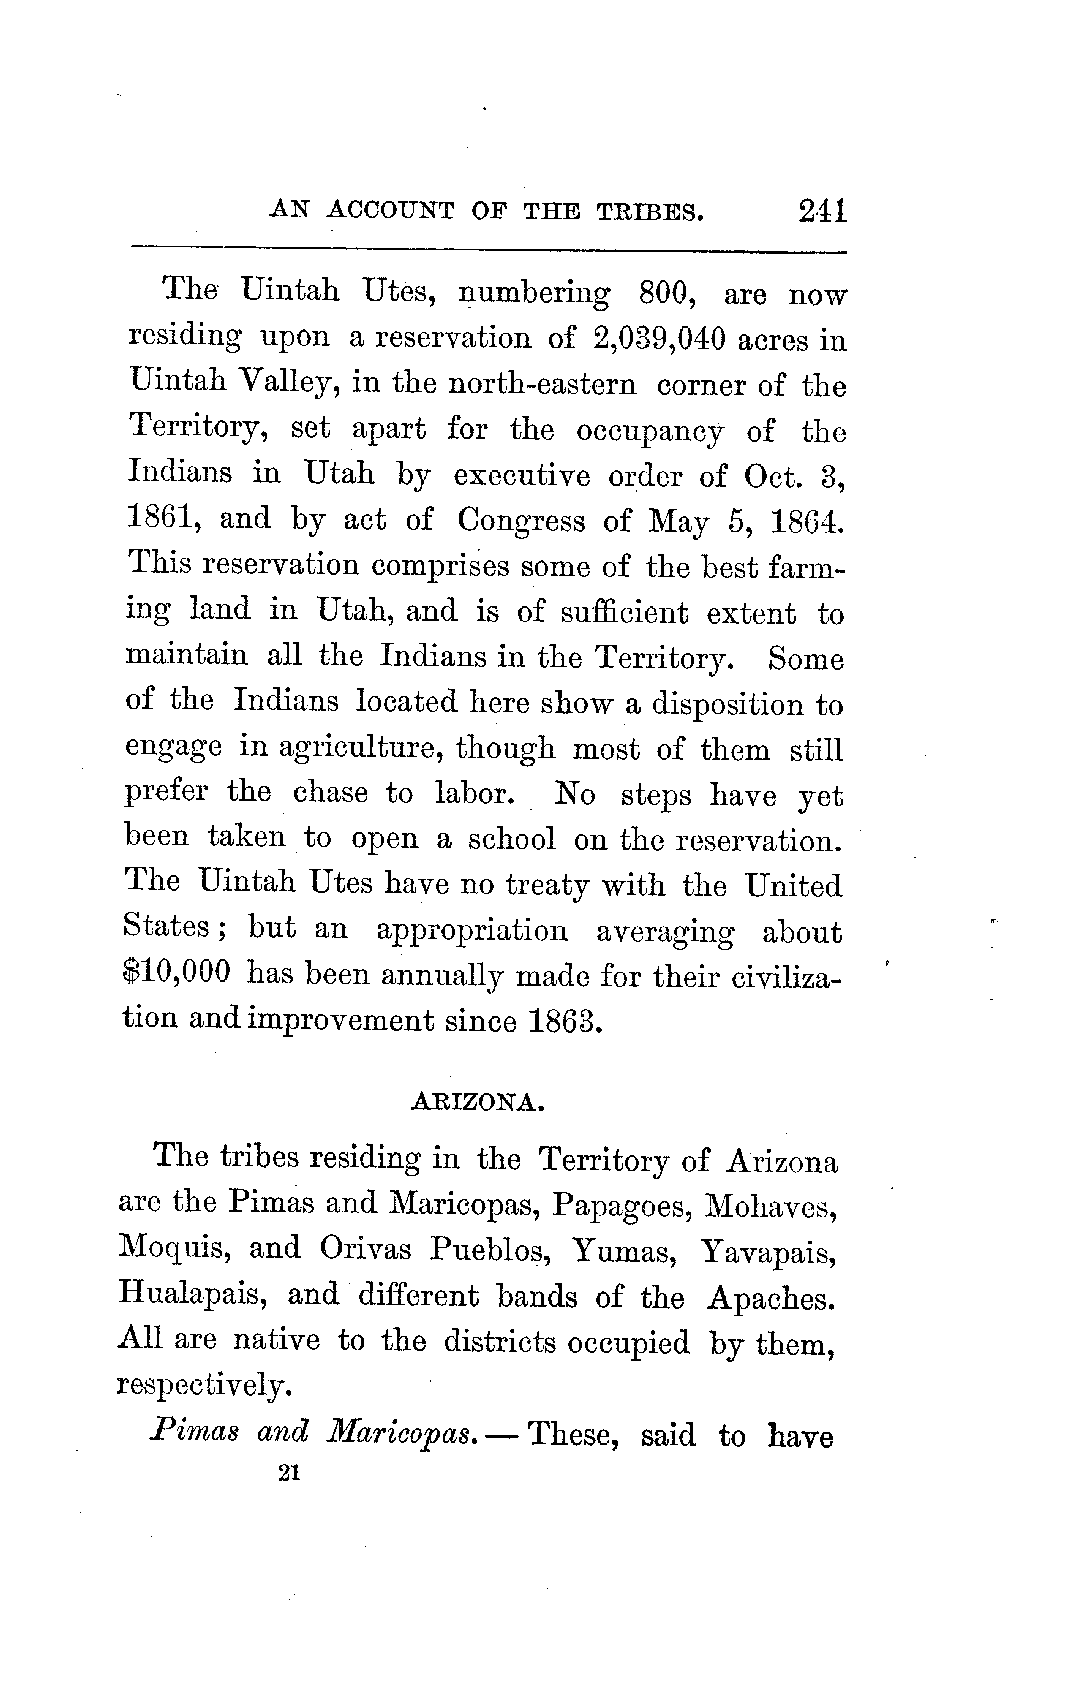 AN ACCOUNT OF THE TRIBES. 241
The Uintah Utes, numbering 800, are now
residing upon a reservation of 2,039,040 acres in
Uintah Valley, in the north-eastern corner of the
Territory, set apart for the occupancy of the
Indians in Utah by executive order of Oct. 3,
1861, and by act of Congress of May 5, 1864.
This reservation comprises some of the best farm-
ing land in Utah, and is of sufficient extent to
maintain all the Indians in the Territory. Some
of the Indians located here show a disposition to
engage in agriculture, though most of them still
prefer the chase to labor. No steps have yet
been taken to open a school on the reservation.
The Uintah Utes have no treaty with the United
States; but an appropriation averaging about
$10,000 has been annually made for their civiliza-
tion and improvement since 1863.
ARIZONA.
The tribes residing in the Territory of Arizona
are the Pimas and Maricopas, Papagoes, Mohaves,
Moquis, and Orivas Pueblos, Yumas, Yavapais,
Hualapais, and different bands of the Apaches.
All are native to the districts occupied by them,
respectively.
Pimas and Maricopas. — These, said to have
21